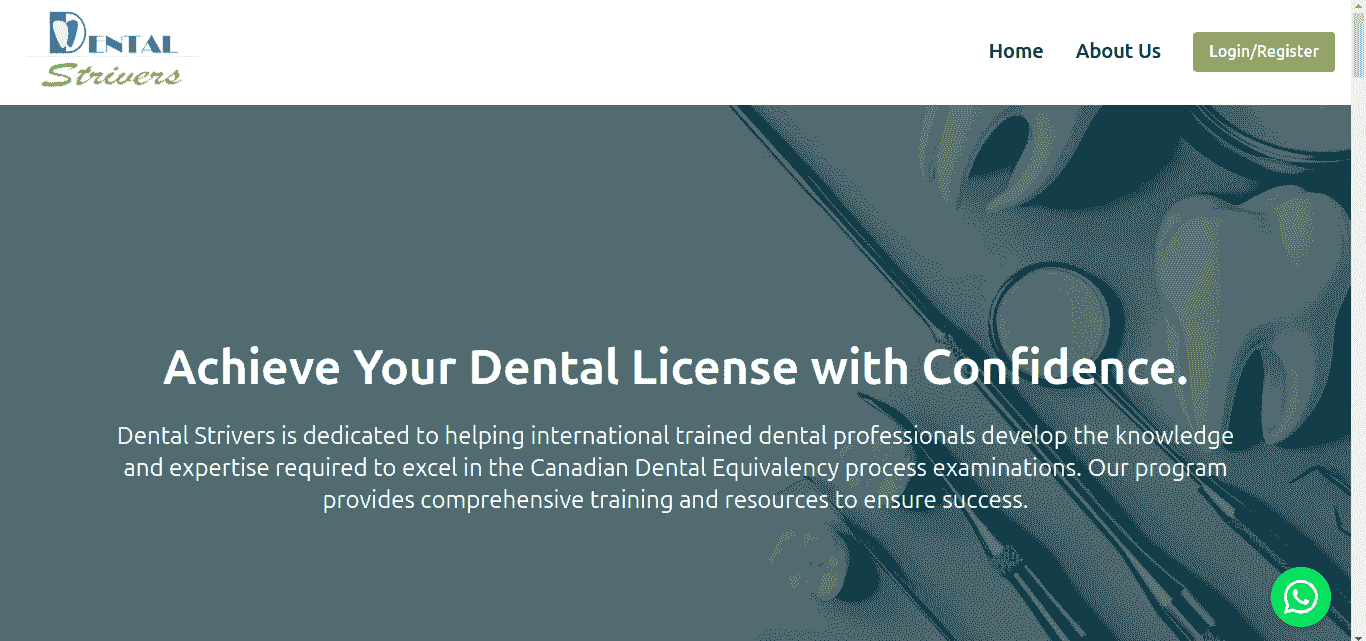 DENTAL
Strivers
Home
About Us
Login/Register
Achieve Your Dental License with Confidence.
Dental Strivers is dedicated to helping international trained dental professionals develop the knowledge
and expertise required to excel in the Canadian Dental Equivalency process examinations. Our program
provides comprehensive training and resources to ensure success.